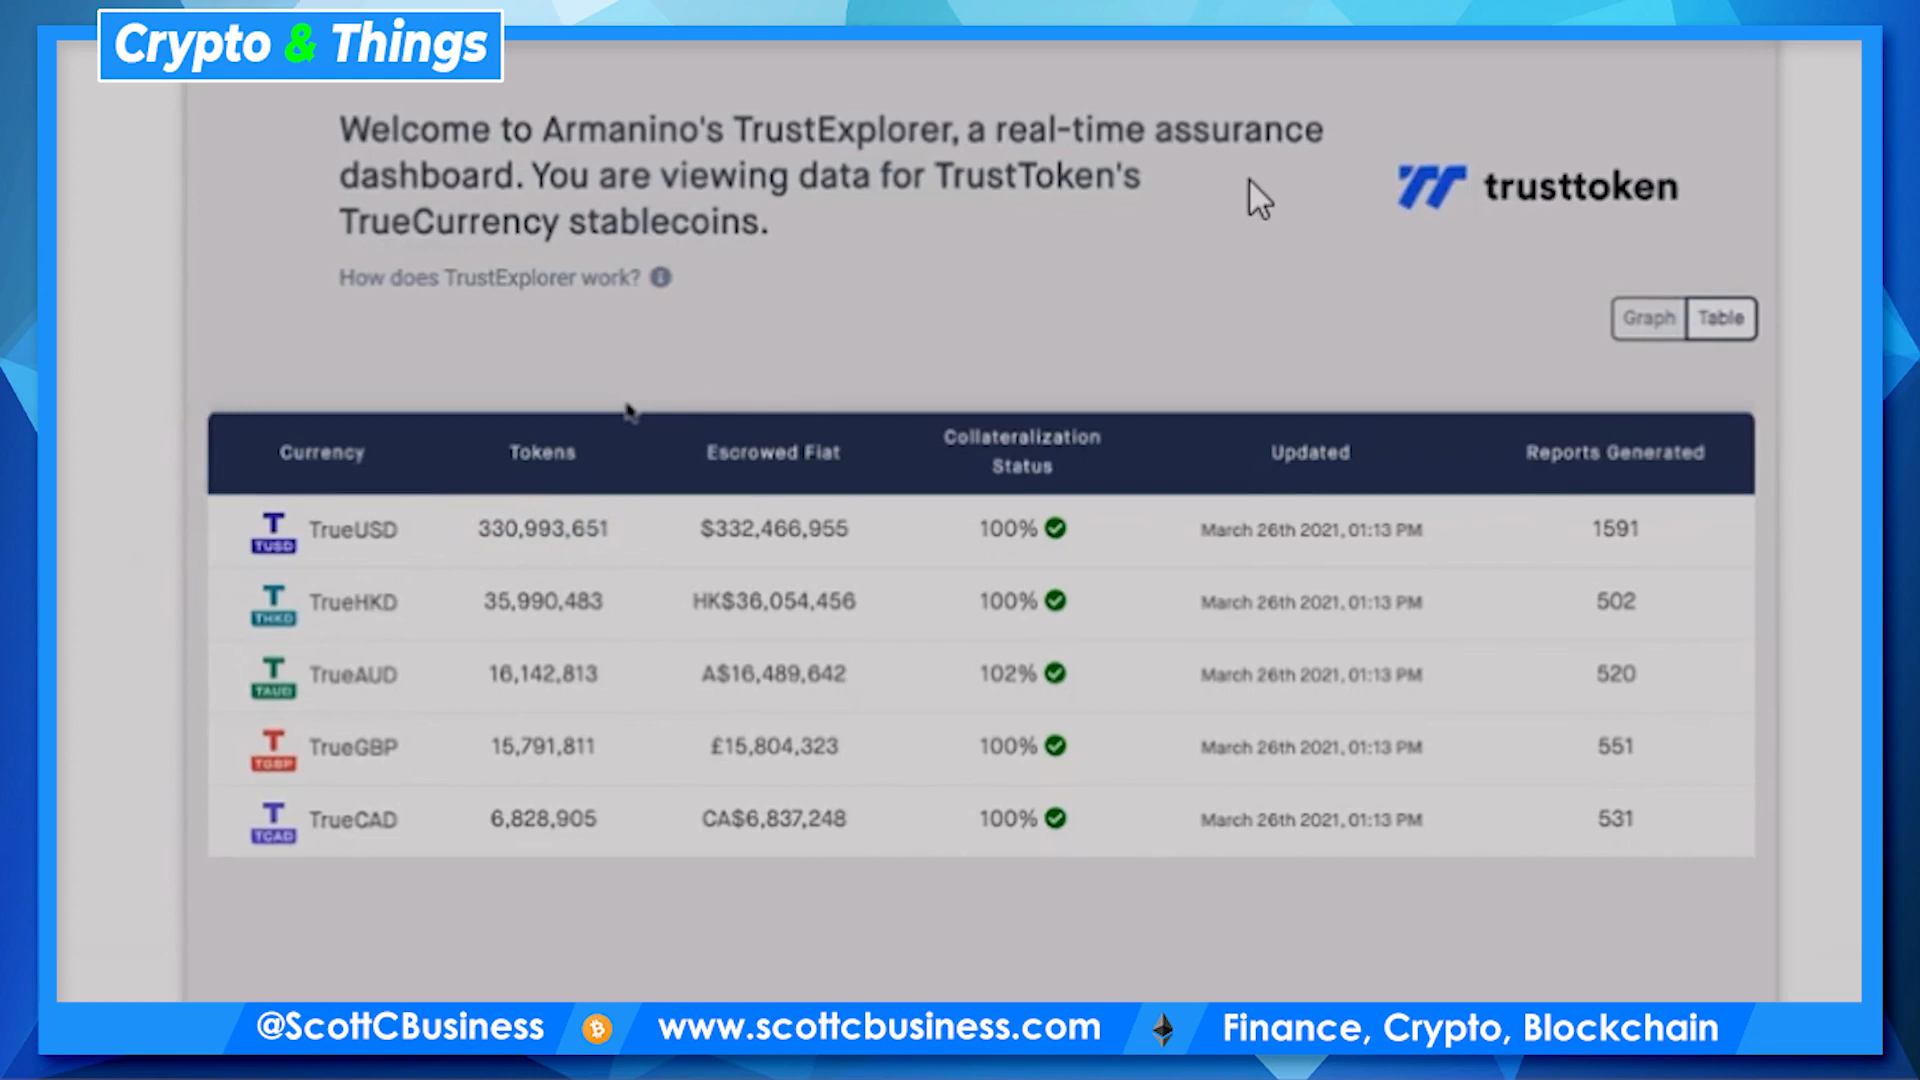 Crypto & Things
Welcome to Armanino's TrustExplorer, a real-time assurance
dashboard. You are viewing data for TrustToken's
TrueCurrency stablecoins.
trusttoken
How does TrustExplorer work?
Graph Table
Currency Tokens Escrowed Fiat Collateralization Status Updated Reports Generated
TUSD TrueUSD 330,993,651 $332,466,955 100% March 26th 2021, 01:13 PM 1591
THKD TrueHKD 35,990,483 HK$36,054,456 100% March 26th 2021, 01:13 PM 502
TAUD TrueAUD 16,142,813 A$16,489,642 102% March 26th 2021, 01:13 PM 520
TGBP TrueGBP 15,791,811 £15,804,323 100% March 26th 2021, 01:13 PM 551
TCAD TrueCAD 6,828,905 CA$6,837,248 100% March 26th 2021, 01:13 PM 531
@ScottCBusiness www.scottcbusiness.com Finance, Crypto, Blockchain